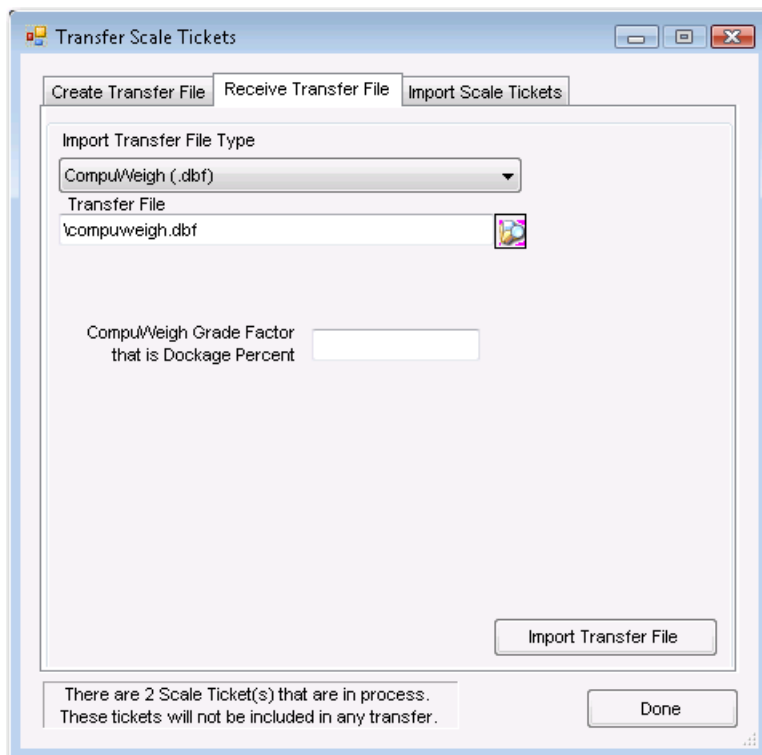 Transfer Scale Tickets
Create Transfer File
Receive Transfer File
Import Scale Tickets
Import Transfer File Type
CompuWeigh (.dbf)
Transfer File
\compuweigh.dbf
CompuWeigh Grade Factor
that is Dockage Percent
Import Transfer File
There are 2 Scale Ticket(s) that are in process.
These tickets will not be included in any transfer.
Done